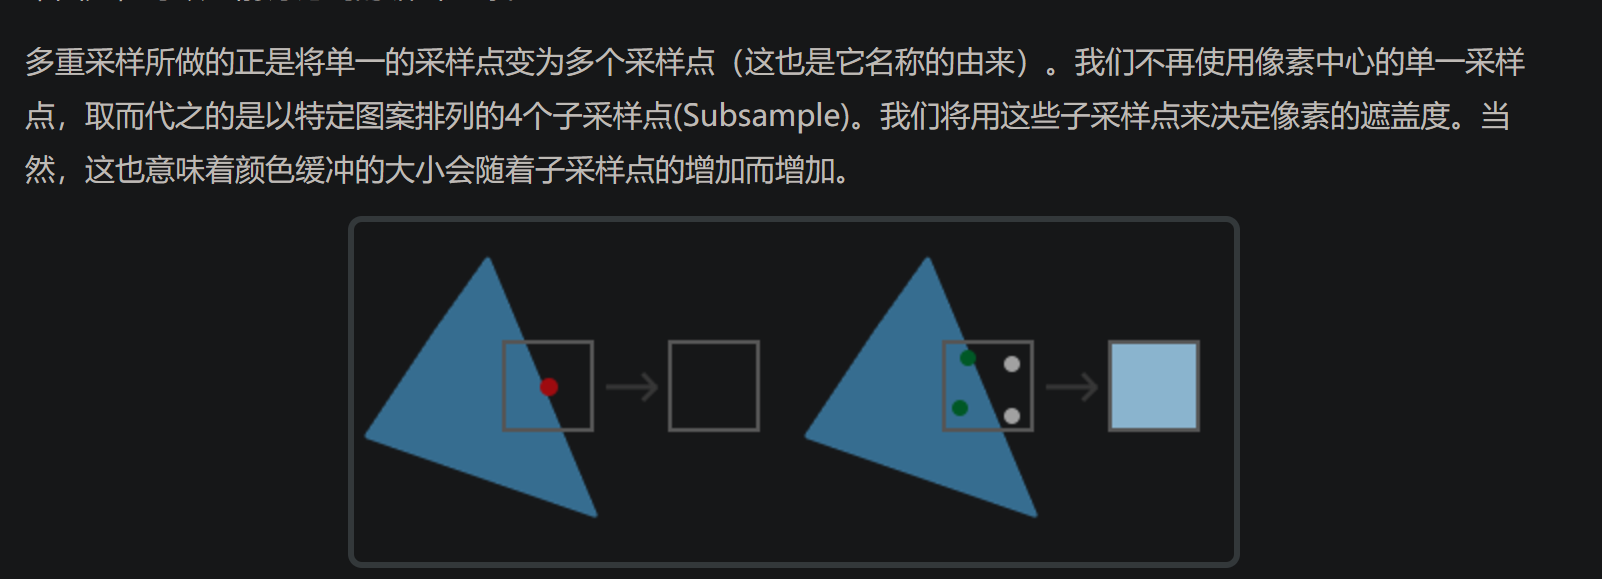 多重采样所做的正是将单一的采样点变为多个采样点（这也是它名称的由来）。我们不再使用像素中心的单一采样
点，取而代之的是以特定图案排列的4个子采样点(Subsample)。我们将用这些子采样点来决定像素的遮盖度。当
然，这也意味着颜色缓冲的大小会随着子采样点的增加而增加。